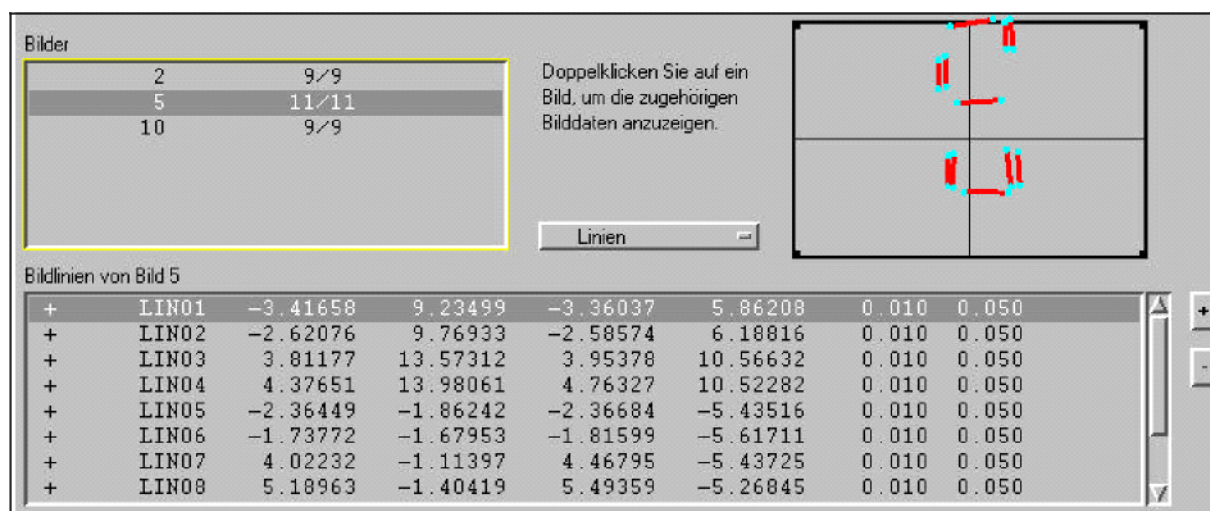 Bilder
2 9/9
5 11/11
10 9/9
Doppelklicken Sie auf ein
Bild, um die zugehörigen
Bilddaten anzuzeigen.
Linien
Bildlinien von Bild 5
+ LIN01 -3.41658 9.23499 -3.36037 5.86208 0.010 0.050
+ LIN02 -2.62076 9.76933 -2.58574 6.18816 0.010 0.050
+ LIN03 3.81177 13.57312 3.95378 10.56632 0.010 0.050
+ LIN04 4.37651 13.98061 4.76327 10.52282 0.010 0.050
+ LIN05 -2.36449 -1.86242 -2.36684 -5.43516 0.010 0.050
+ LIN06 -1.73772 -1.67953 -1.81599 -5.61711 0.010 0.050
+ LIN07 4.02232 -1.11397 4.46795 -5.43725 0.010 0.050
+ LIN08 5.18963 -1.40419 5.49359 -5.26845 0.010 0.050
+
-